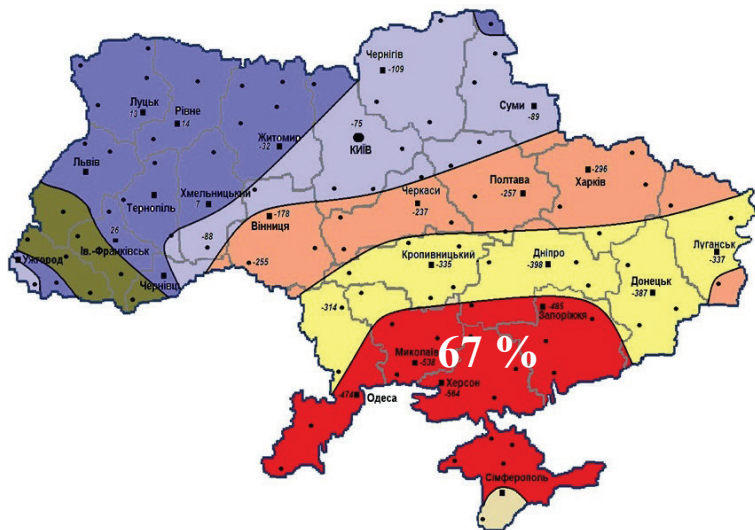 Чернігів
-109
Луцьк
13
Рівне
14
Суми
-89
Житомир
-32
-75
КИЇВ
Львів
Тернопіль
Хмельницький
7
Полтава
-257
-296
Харків
Черкаси
-237
-178
Вінниця
26
Ів.-Франківськ
-88
Ужгород
Чернівці
-255
Кропивницький
-335
Дніпро
-398
Луганськ
-337
Донецьк
-387
-314
-485
Запоріжжя
67 %
Миколаїв
-538
Херсон
-564
-474
Одеса
Сімферополь